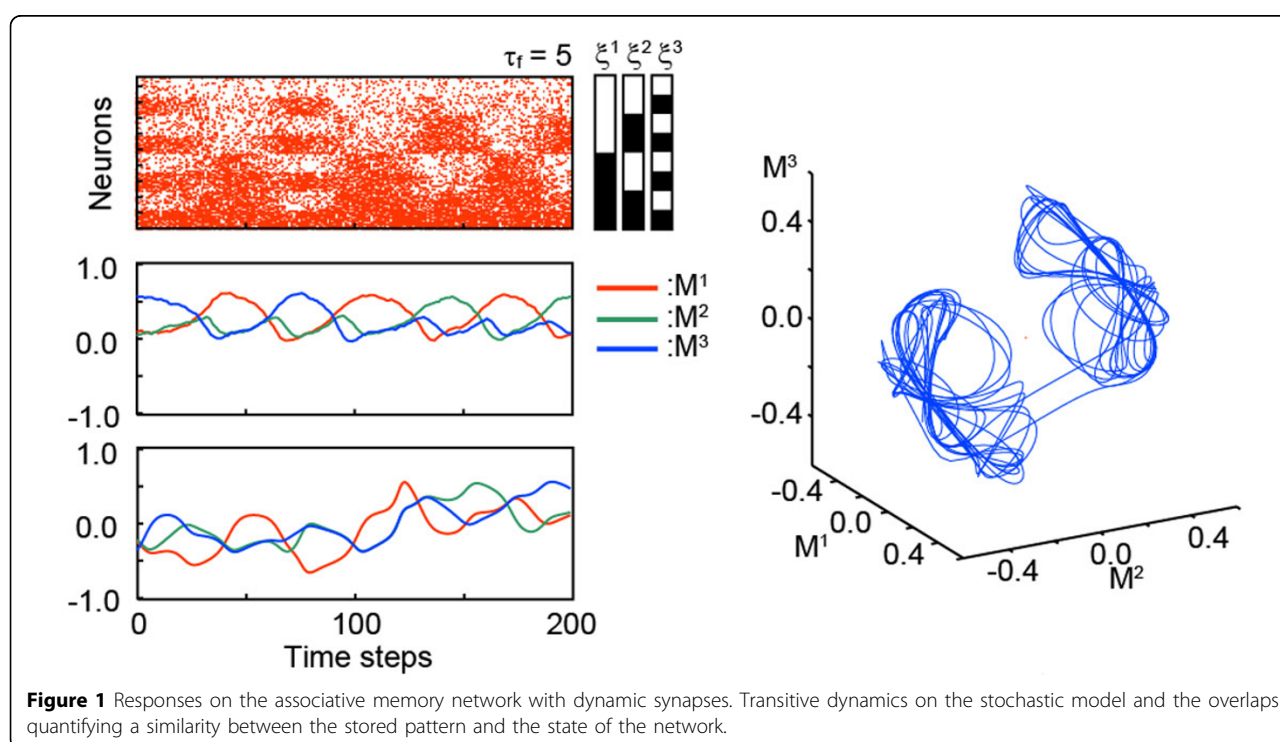 τf = 5
ξ1 ξ2 ξ3
Neurons
1.0
0.0
-1.0
:M1
:M2
:M3
1.0
0.0
-1.0
0 100 200
Time steps
M3
0.4
0.0
-0.4
-0.4
0.0
0.4
M1
-0.4
0.0
0.4
M2
Figure 1 Responses on the associative memory network with dynamic synapses. Transitive dynamics on the stochastic model and the overlaps
quantifying a similarity between the stored pattern and the state of the network.